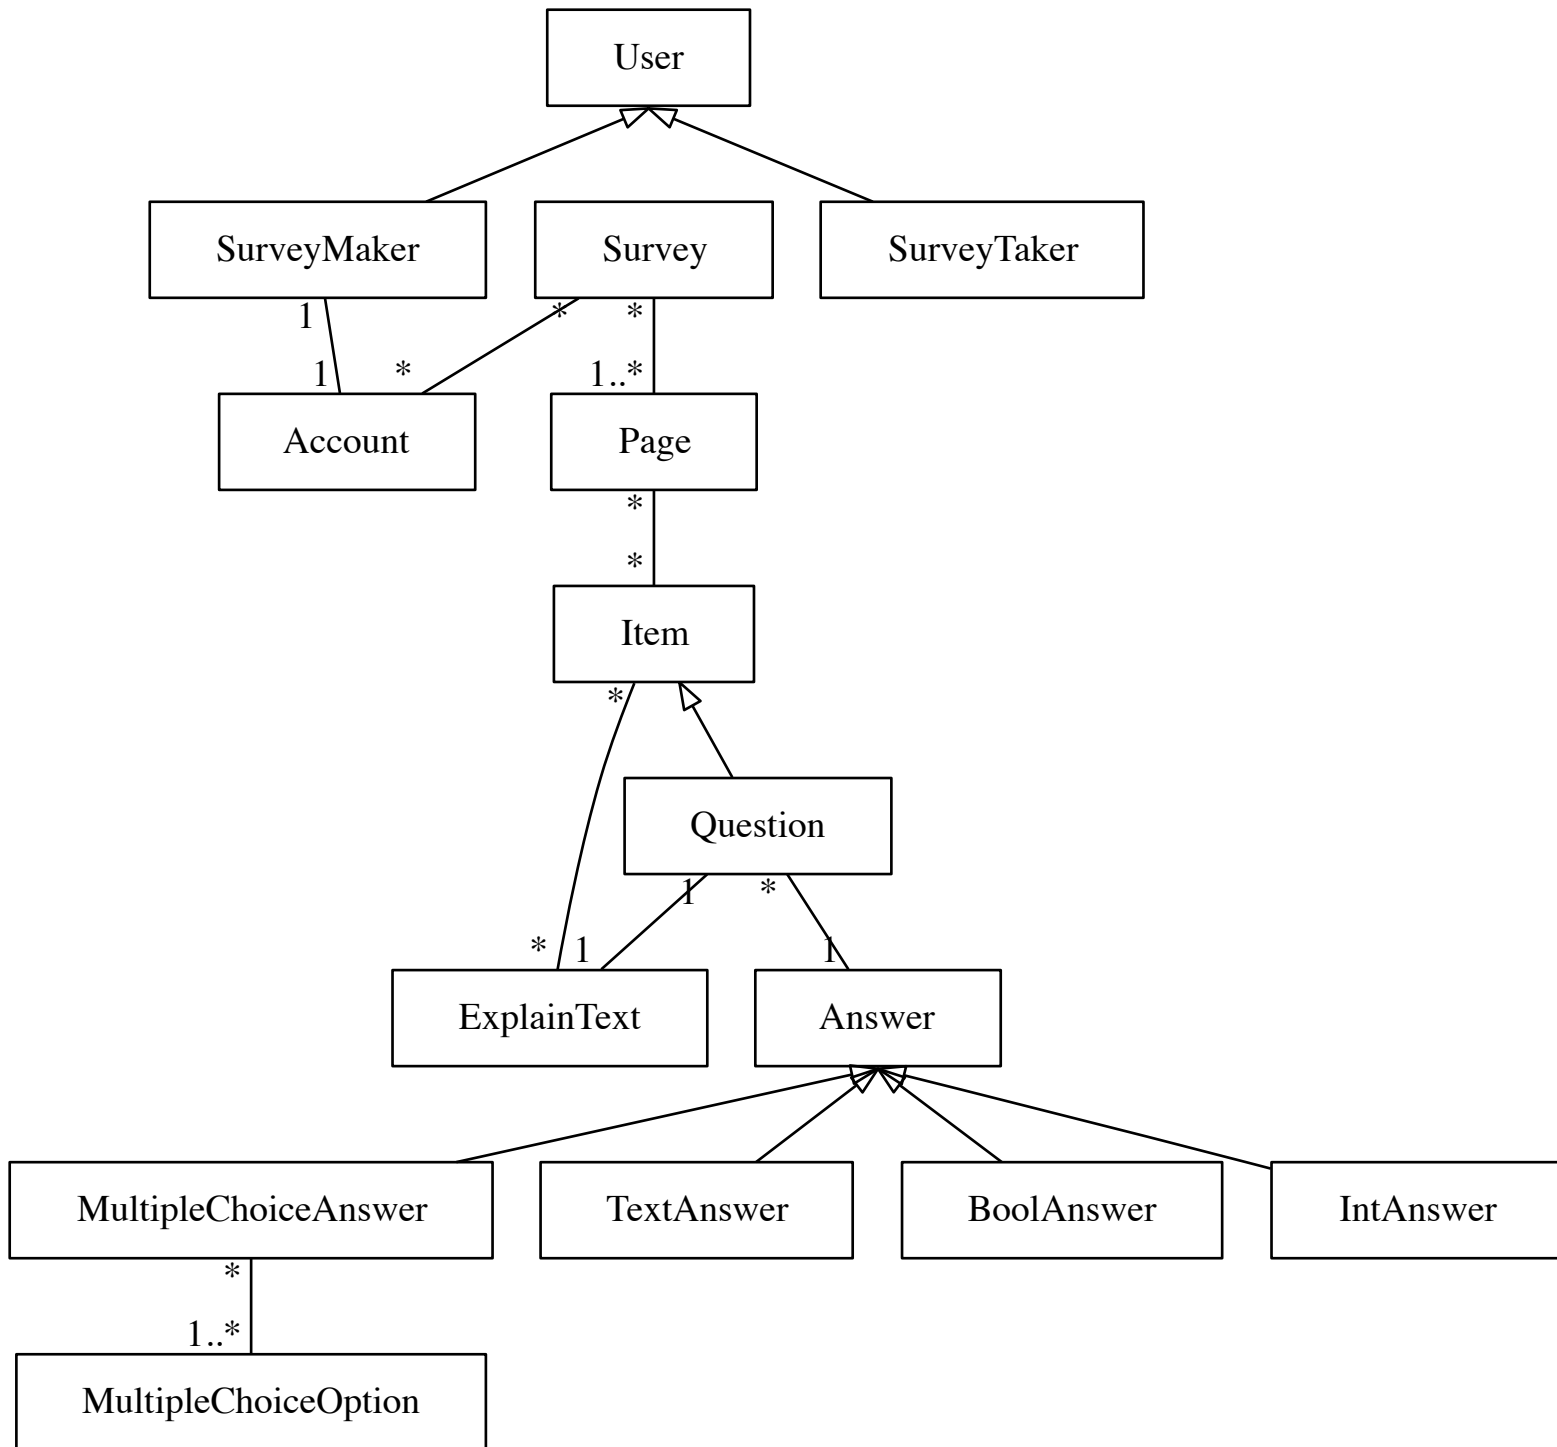 User
SurveyMaker
Survey
SurveyTaker
1
*
*
1
*
1..*
Account
Page
*
*
Item
*
Question
1
*
*
1
1
ExplainText
Answer
MultipleChoiceAnswer
TextAnswer
BoolAnswer
IntAnswer
*
1..*
MultipleChoiceOption